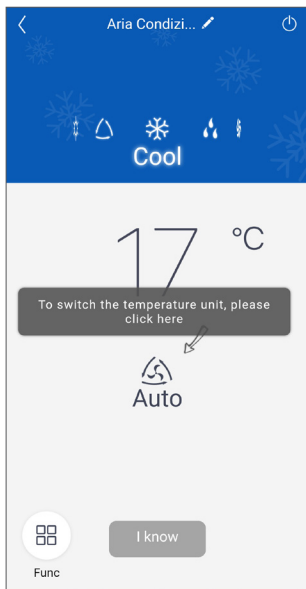 Aria Condizi...
Cool
17 °C
To switch the temperature unit, please
click here
Auto
I know
Func